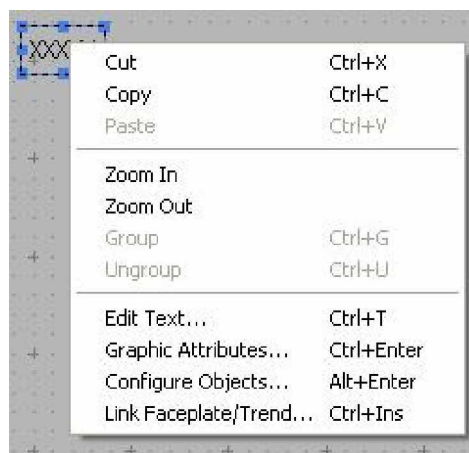 XXX
Cut Ctrl+X
Copy Ctrl+C
Paste Ctrl+V
Zoom In
Zoom Out
Group Ctrl+G
Ungroup Ctrl+U
Edit Text... Ctrl+T
Graphic Attributes... Ctrl+Enter
Configure Objects... Alt+Enter
Link Faceplate/Trend... Ctrl+Ins